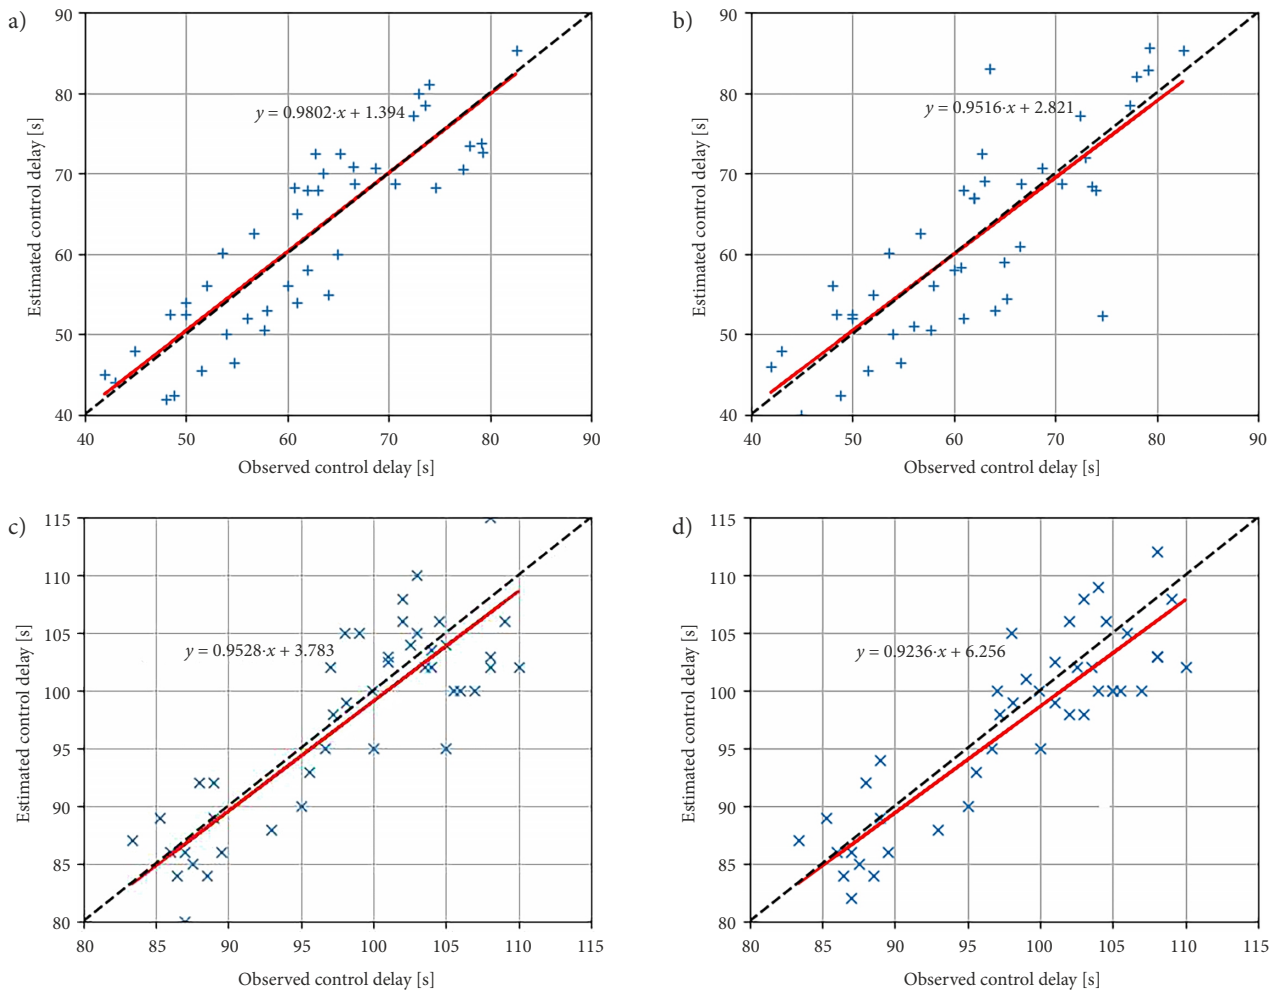 a)
90
80
70
60
50
40
Estimated control delay [s]
y = 0.9802·x + 1.394
40 50 60 70 80 90
Observed control delay [s]
b)
90
80
70
60
50
40
Estimated control delay [s]
y = 0.9516·x + 2.821
40 50 60 70 80 90
Observed control delay [s]
c)
115
110
105
100
95
90
85
80
Estimated control delay [s]
y = 0.9528·x + 3.783
80 85 90 95 100 105 110 115
Observed control delay [s]
d)
115
110
105
100
95
90
85
80
Estimated control delay [s]
y = 0.9236·x + 6.256
80 85 90 95 100 105 110 115
Observed control delay [s]